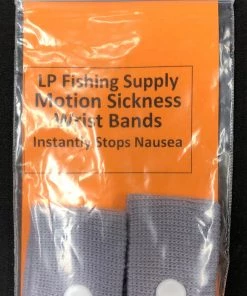 LP Fishing Supply
Motion Sickness
Wrist Bands
Instantly Stops Nausea